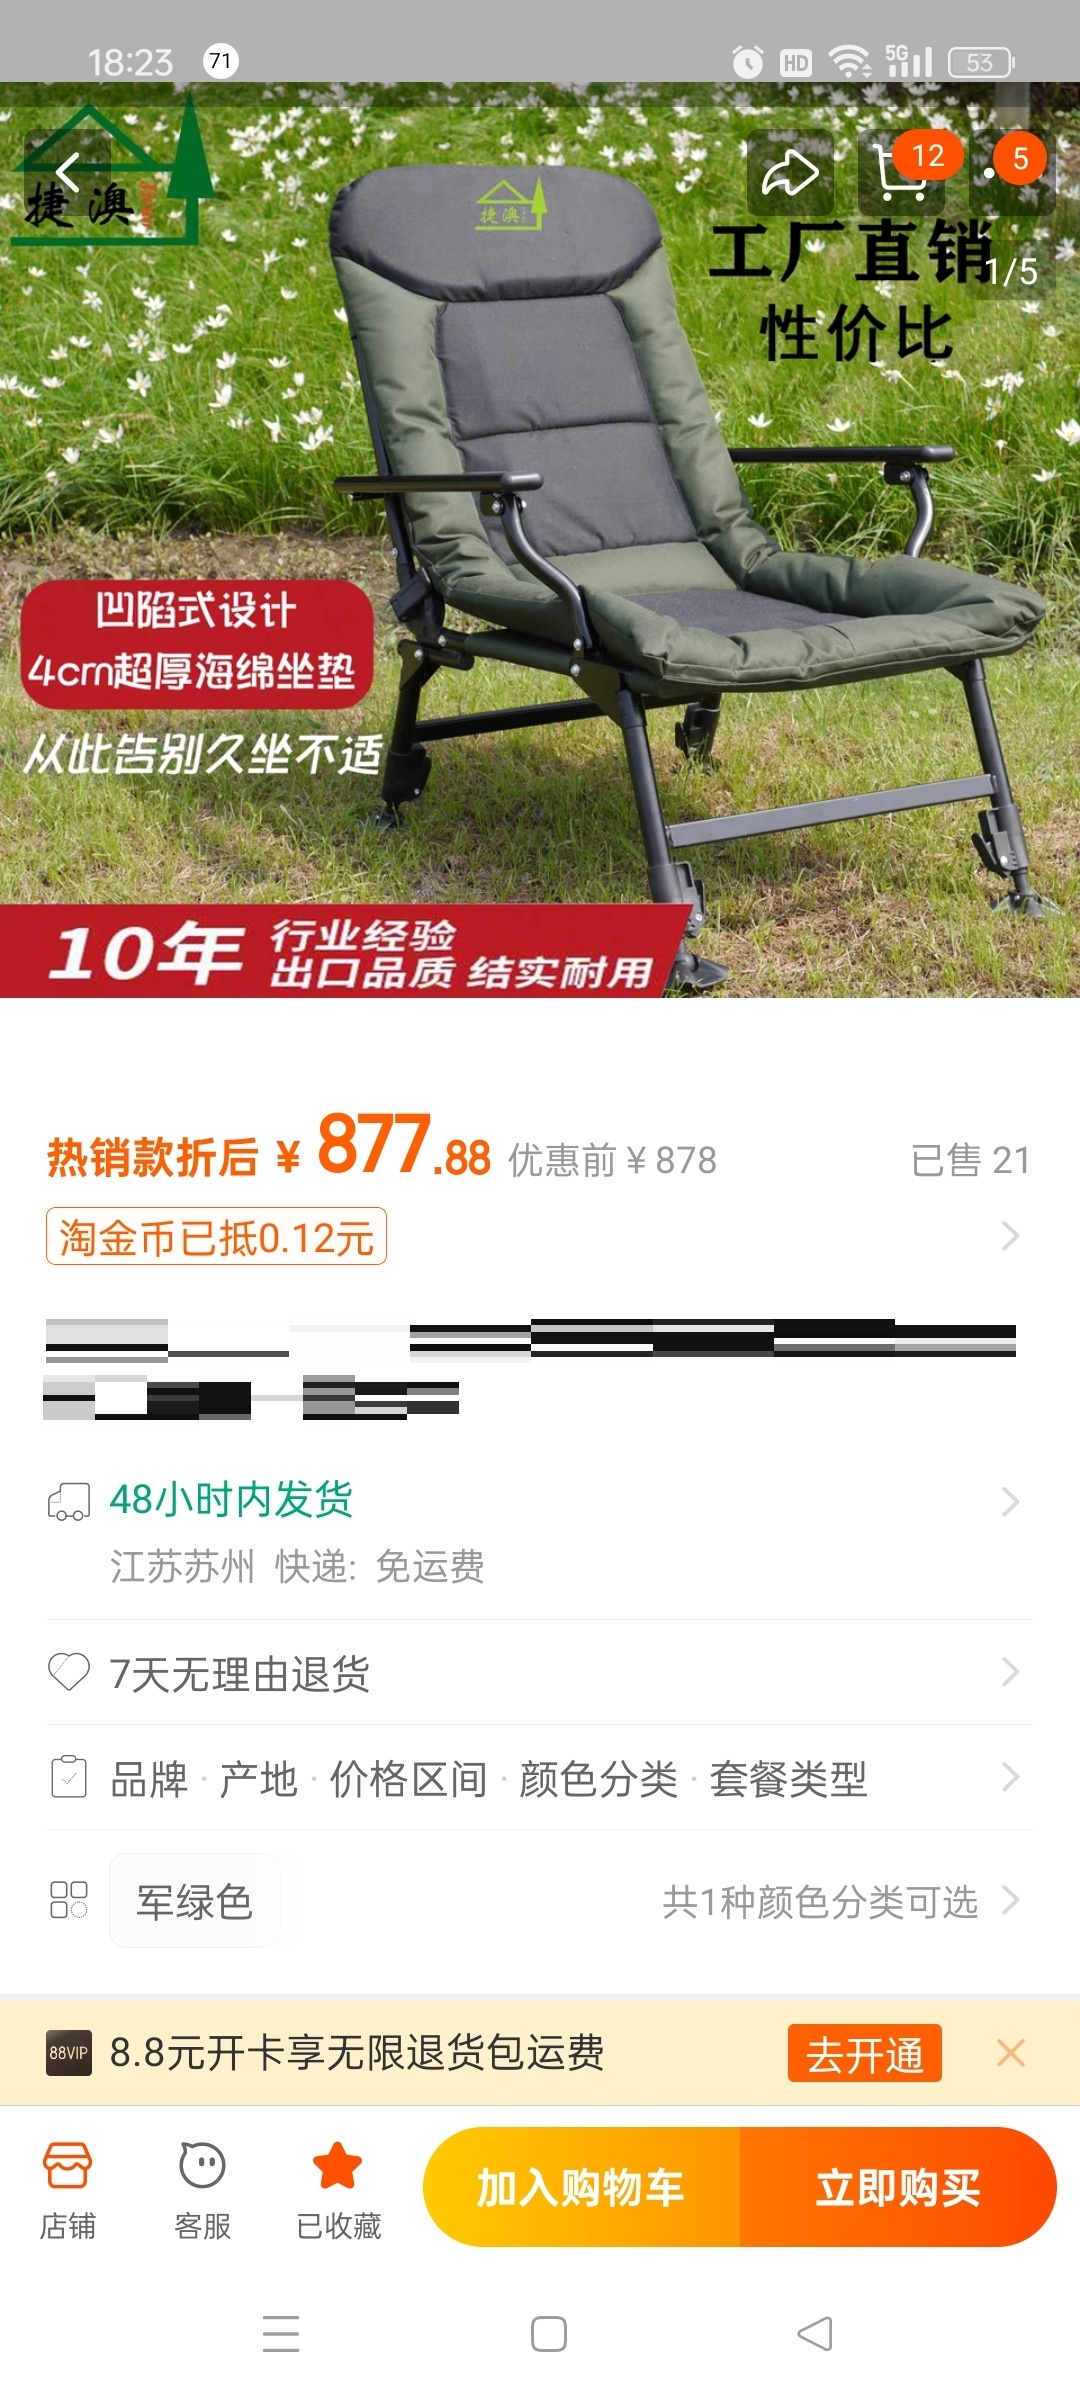 18:23 71 HD 5G 53
捷澳
捷澳
12
5
工厂直销
1/5
性价比
凹陷式设计
4cm超厚海绵坐垫
从此告别久坐不适
10年 行业经验
出口品质 结实耐用
热销款折后 ¥ 877.88 优惠前 ¥ 878 已售 21
淘金币已抵0.12元
48小时内发货
江苏苏州 快递: 免运费
7天无理由退货
品牌 · 产地 · 价格区间 · 颜色分类 · 套餐类型
军绿色 共1种颜色分类可选
88VIP 8.8元开卡享无限退货包运费 去开通
店铺 客服 已收藏 加入购物车 立即购买